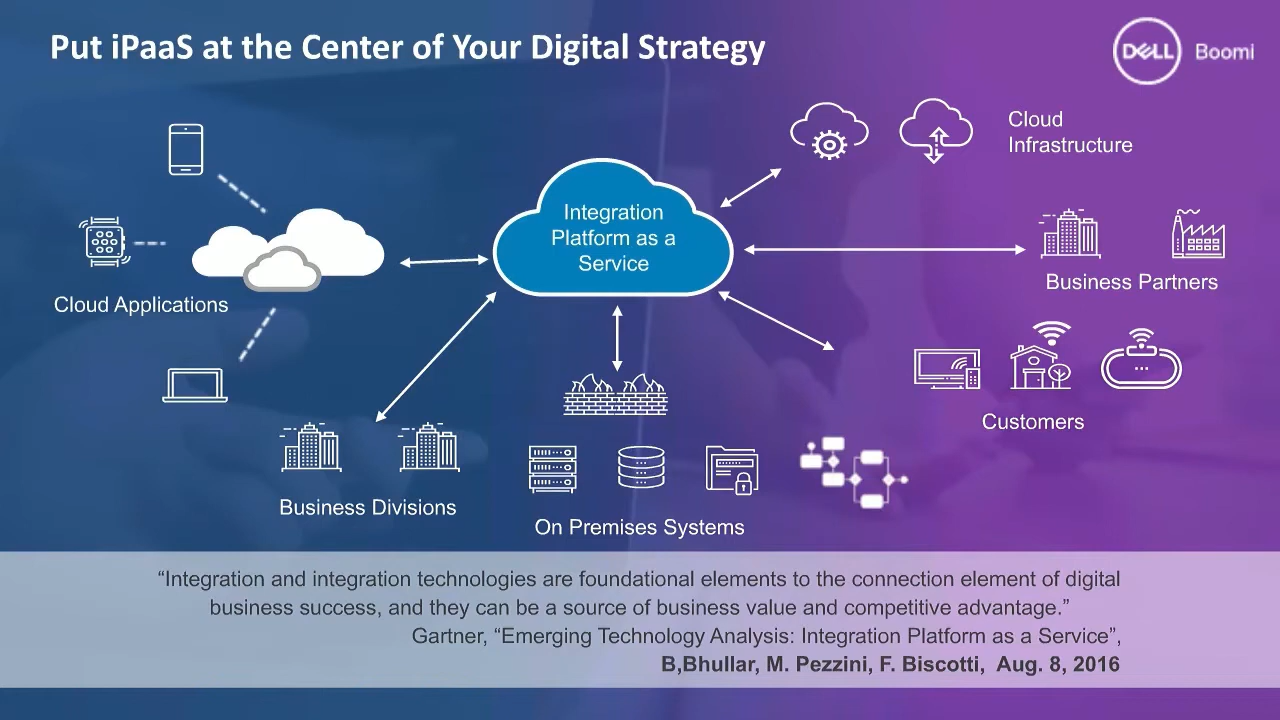 Put iPaaS at the Center of Your Digital Strategy
DELL Boomi
Cloud
Infrastructure
Integration
Platform as a
Service
Business Partners
Cloud Applications
Customers
Business Divisions
On Premises Systems
“Integration and integration technologies are foundational elements to the connection element of digital
business success, and they can be a source of business value and competitive advantage.”
Gartner, “Emerging Technology Analysis: Integration Platform as a Service”,
B,Bhullar, M. Pezzini, F. Biscotti, Aug. 8, 2016